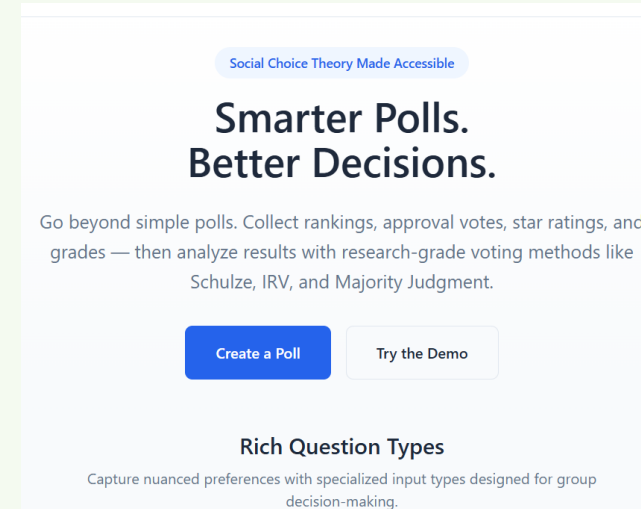 Social Choice Theory Made Accessible
Smarter Polls.
Better Decisions.
Go beyond simple polls. Collect rankings, approval votes, star ratings, and
grades — then analyze results with research-grade voting methods like
Schulze, IRV, and Majority Judgment.
Create a Poll
Try the Demo
Rich Question Types
Capture nuanced preferences with specialized input types designed for group
decision-making.